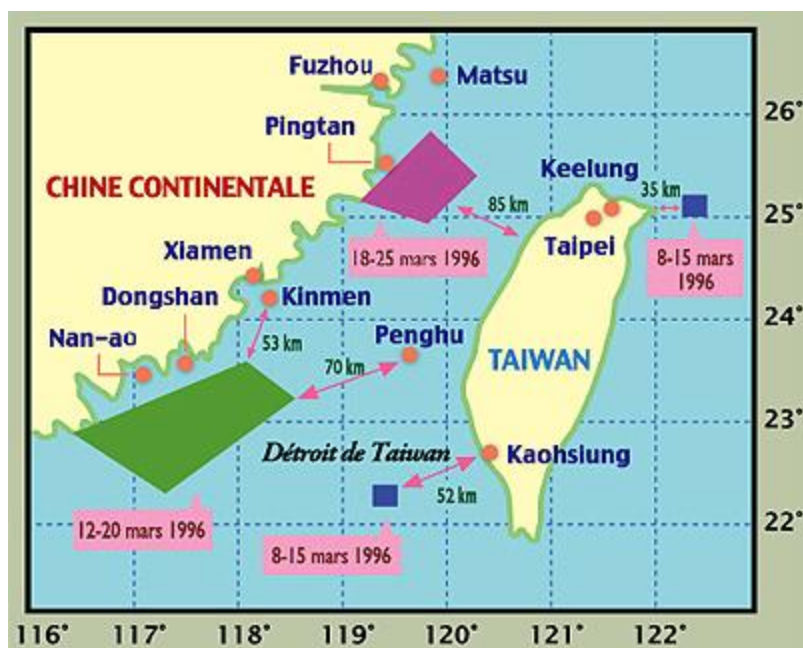 Fuzhou
Matsu
26°
Pingtan
Keelung
CHINE CONTINENTALE
35 km
85 km
25°
Taipei
18-25 mars 1996
8-15 mars
1996
Xiamen
Dongshan
Kinmen
24°
Nan-ao
53 km
Penghu
70 km
TAIWAN
23°
Détroit de Taiwan
Kaohsiung
52 km
12-20 mars 1996
22°
8-15 mars 1996
116° 117° 118° 119° 120° 121° 122°